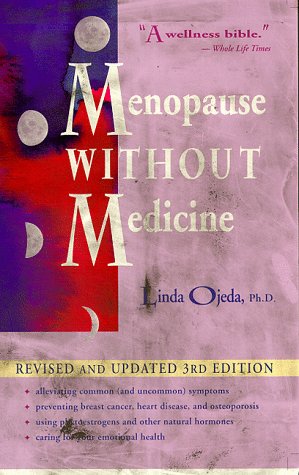 "A wellness bible."
— Whole Life Times
Menopause
WITHOUT
Medicine
Linda Ojeda, Ph.D.
REVISED AND UPDATED 3RD EDITION
+ alleviating common (and uncommon) symptoms
+ preventing breast cancer, heart disease, and osteoporosis
+ using phytoestrogens and other natural hormones
+ caring for your emotional health